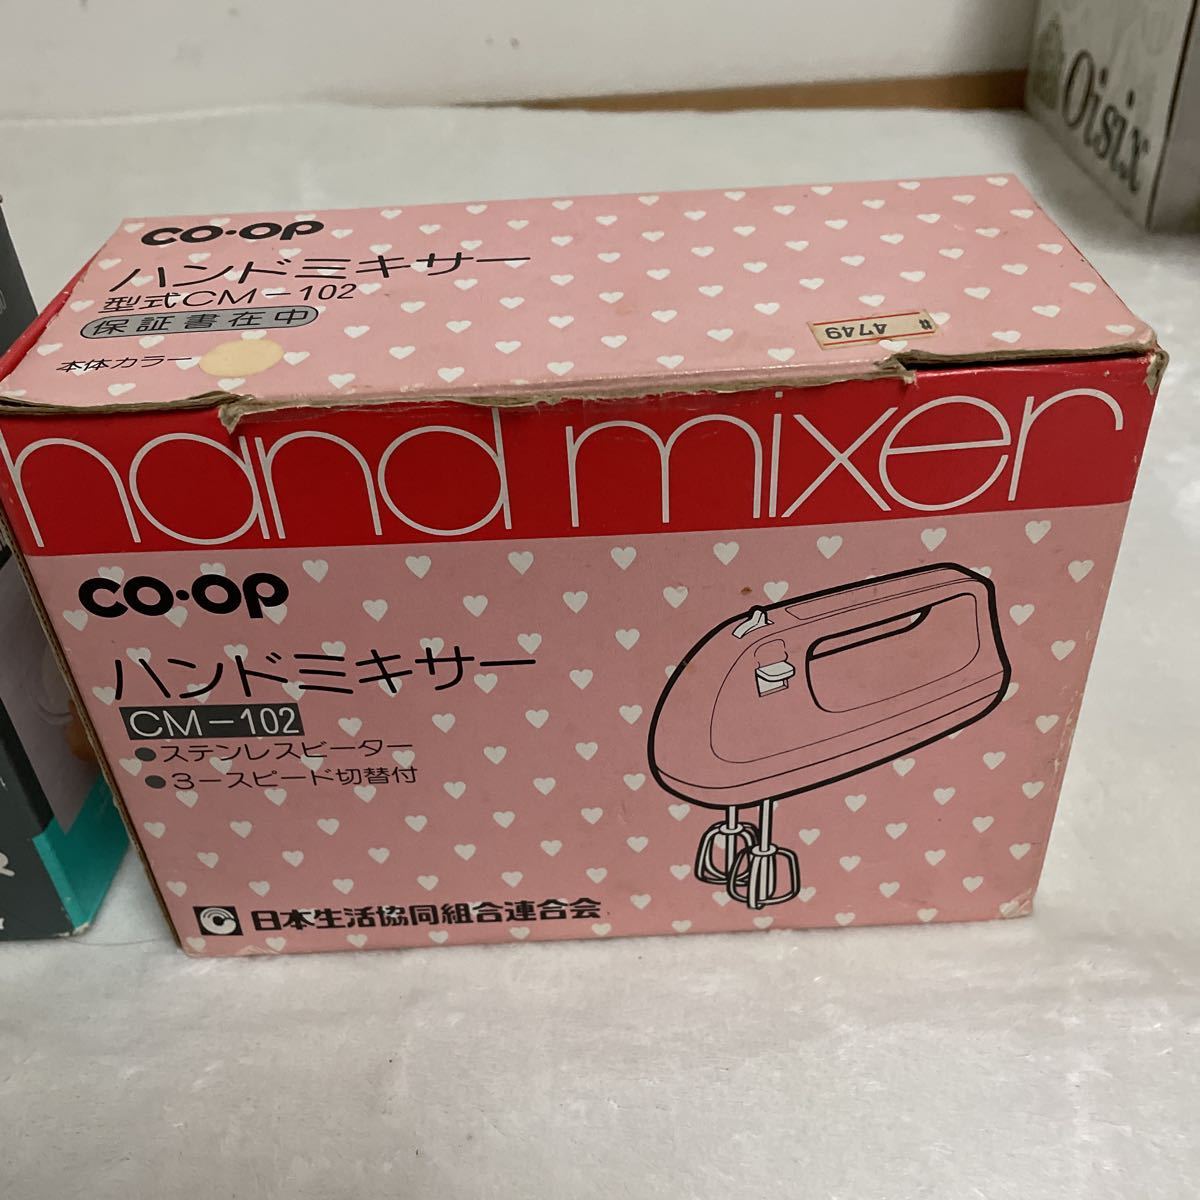 Oisix
co·op
ハンドミキサー
型式CM-102
保証書在中
本体カラー
# 4749
hand mixer
co·op
ハンドミキサー
CM-102
●ステンレスビーター
●3-スピード切替付
日本生活協同組合連合会